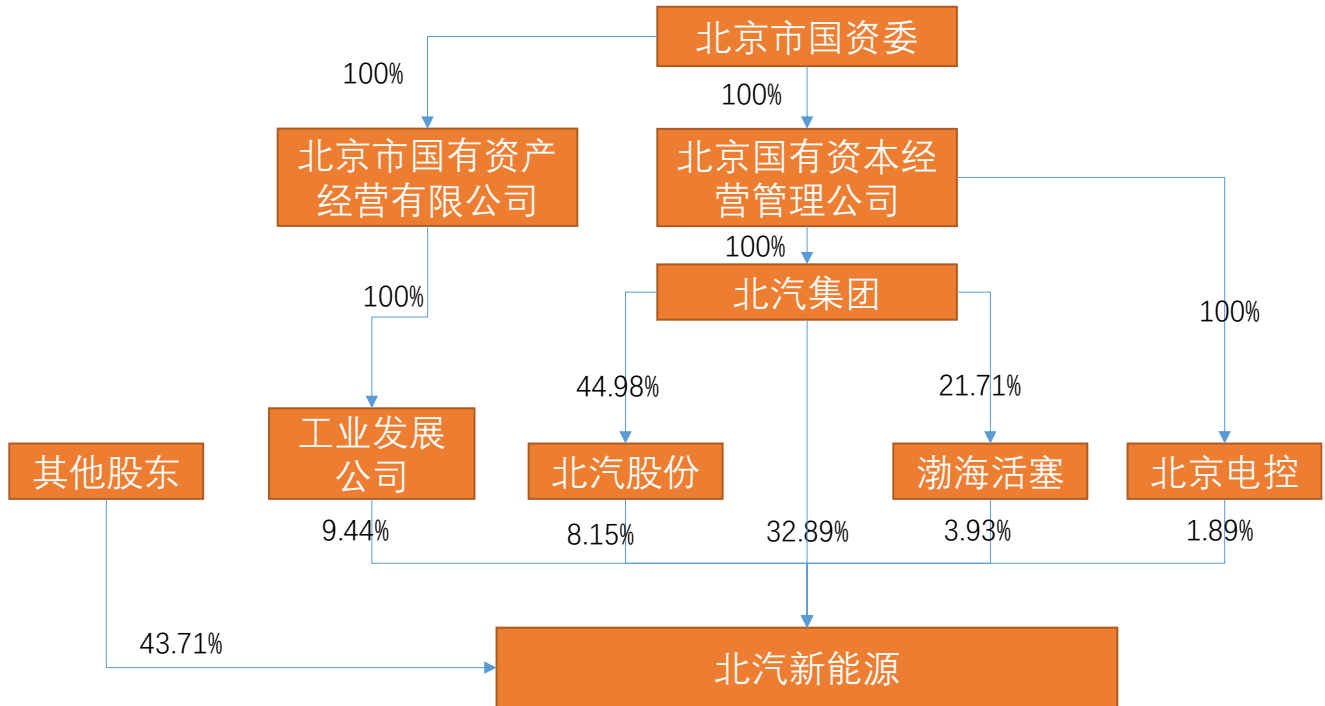 北京市国资委
100%
100%
北京市国有资产
经营有限公司
北京国有资本经
营管理公司
100%
北汽集团
100%
100%
44.98%
21.71%
工业发展
公司
其他股东
北汽股份
渤海活塞
北京电控
9.44%
8.15%
32.89%
3.93%
1.89%
43.71%
北汽新能源